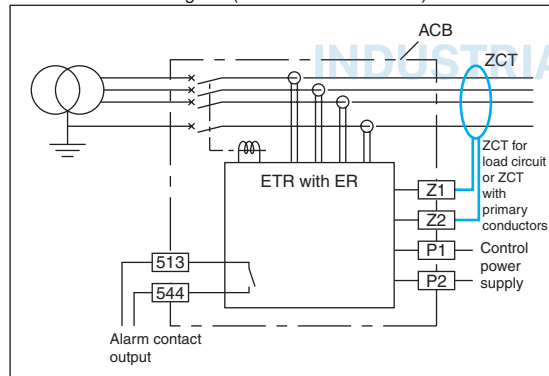 ACB
INDUSTRIA
ZCT
ZCT for
load circuit
or ZCT
with
primary
conductors
ETR with ER
Z1
Z2
P1
P2
Control
power
supply
513
544
Alarm contact
output